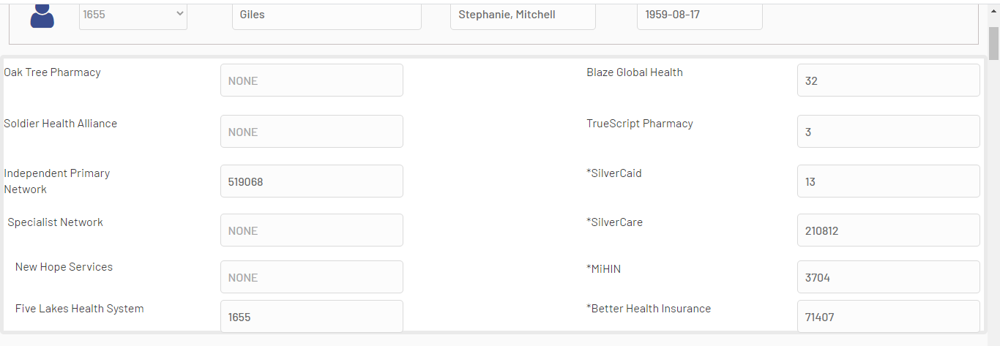 1655 Giles Stephanie, Mitchell 1959-08-17
Oak Tree Pharmacy NONE Blaze Global Health 32
Soldier Health Alliance NONE TrueScript Pharmacy 3
Independent Primary
Network 519068 *SilverCaid 13
Specialist Network NONE *SilverCare 210812
New Hope Services NONE *MiHIN 3704
Five Lakes Health System 1655 *Better Health Insurance 71407